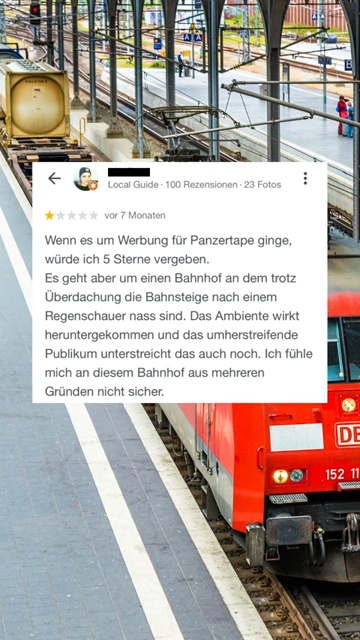 Local Guide · 100 Rezensionen · 23 Fotos
vor 7 Monaten
Wenn es um Werbung für Panzertape ginge,
würde ich 5 Sterne vergeben.
Es geht aber um einen Bahnhof an dem trotz
Überdachung die Bahnsteige nach einem
Regenschauer nass sind. Das Ambiente wirkt
heruntergekommen und das umherstreifende
Publikum unterstreicht das auch noch. Ich fühle
mich an diesem Bahnhof aus mehreren
Gründen nicht sicher.
DB
152 11